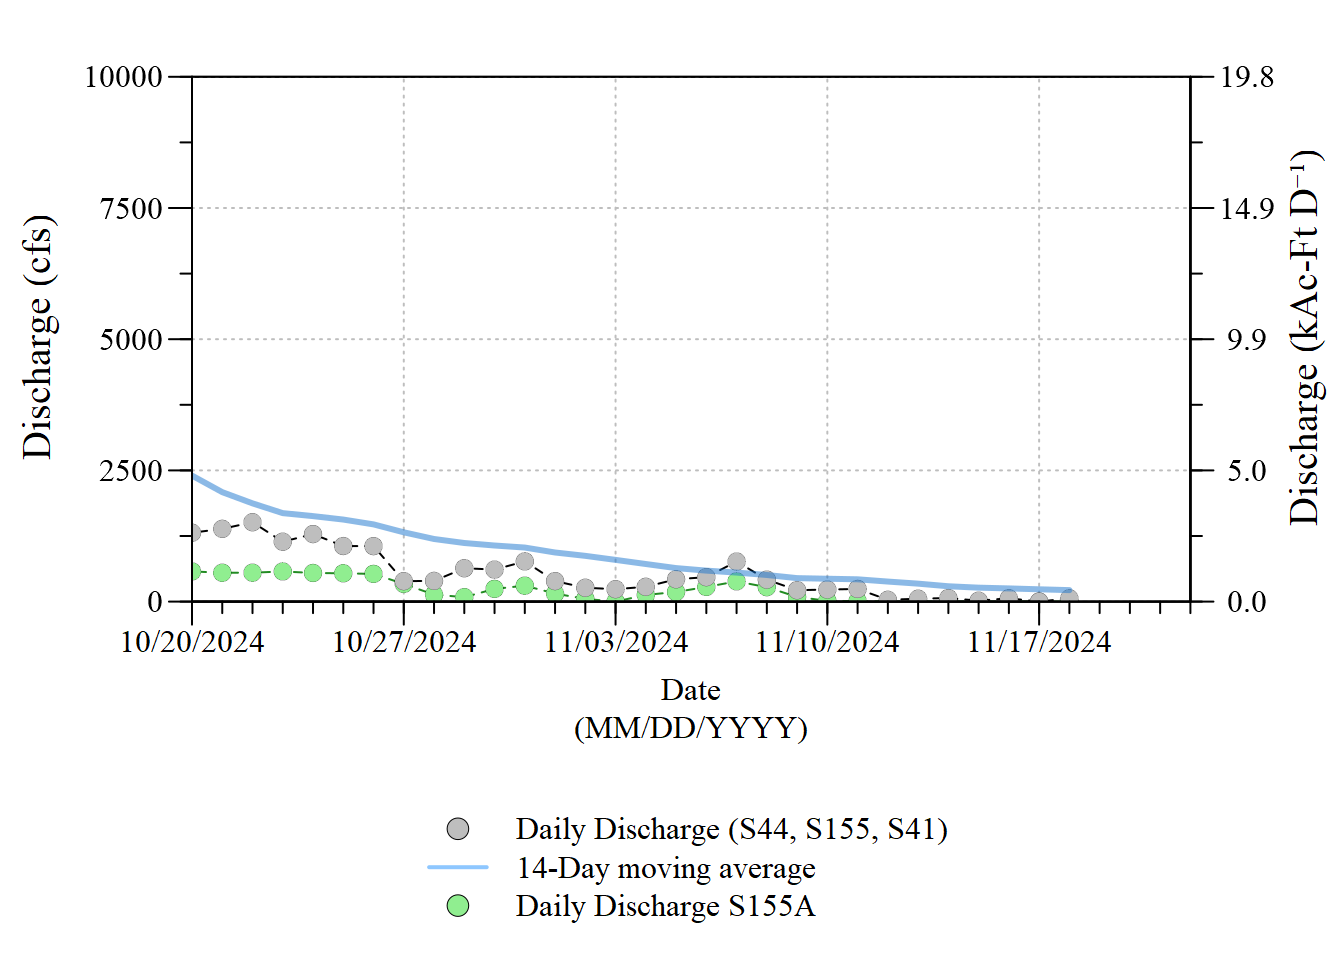 10000
7500
5000
2500
0
Discharge (cfs)
19.8
14.9
9.9
5.0
0.0
Discharge (kAc-Ft D⁻¹)
10/20/2024
10/27/2024
11/03/2024
11/10/2024
11/17/2024
Date
(MM/DD/YYYY)
Daily Discharge (S44, S155, S41)
14-Day moving average
Daily Discharge S155A